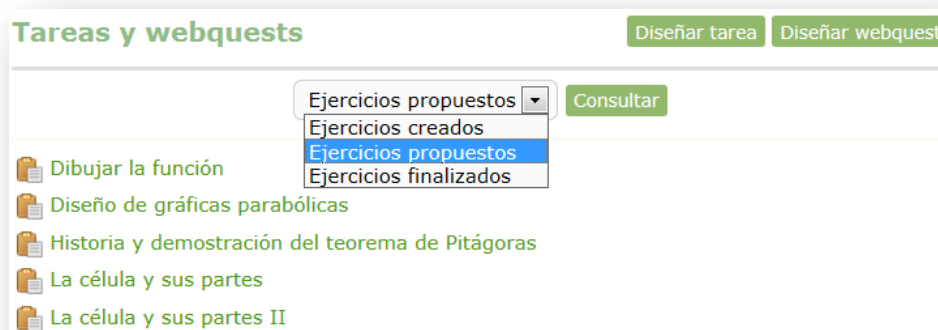 Tareas y webquests
Diseñar tarea
Diseñar webquest
Ejercicios propuestos
Consultar
Ejercicios creados
Ejercicios propuestos
Ejercicios finalizados
Dibujar la función
Diseño de gráficas parabólicas
Historia y demostración del teorema de Pitágoras
La célula y sus partes
La célula y sus partes II